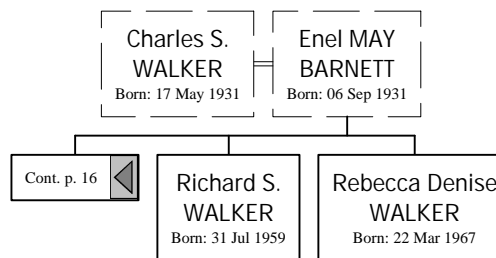 Charles S.
WALKER
Born: 17 May 1931
Enel MAY
BARNETT
Born: 06 Sep 1931
Cont. p. 16
Richard S.
WALKER
Born: 31 Jul 1959
Rebecca Denise
WALKER
Born: 22 Mar 1967